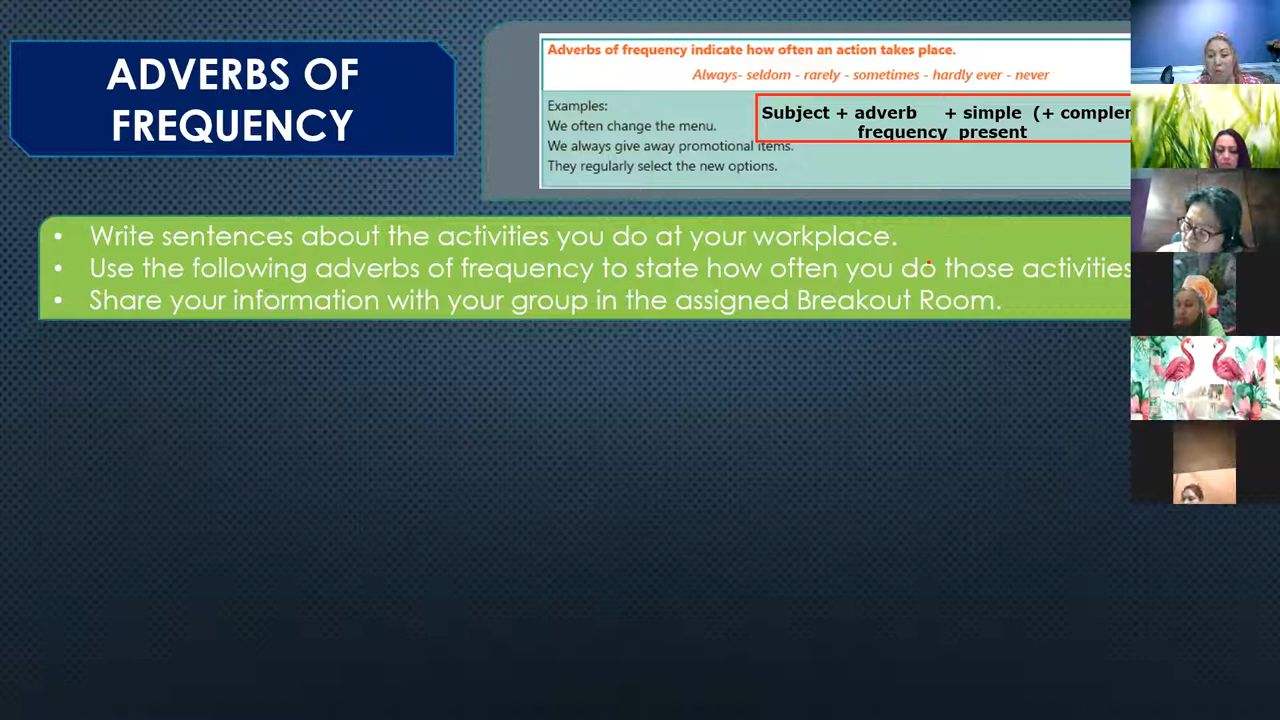 ADVERBS OF
FREQUENCY
Adverbs of frequency indicate how often an action takes place.
Always- seldom - rarely - sometimes - hardly ever - never
Examples:
We often change the menu.
We always give away promotional items.
They regularly select the new options.
Subject + adverb + simple (+
frequency present
• Write sentences about the activities you do at your workplace.
• Use the following adverbs of frequency to state how often you do those activities
• Share your information with your group in the assigned Breakout Room.